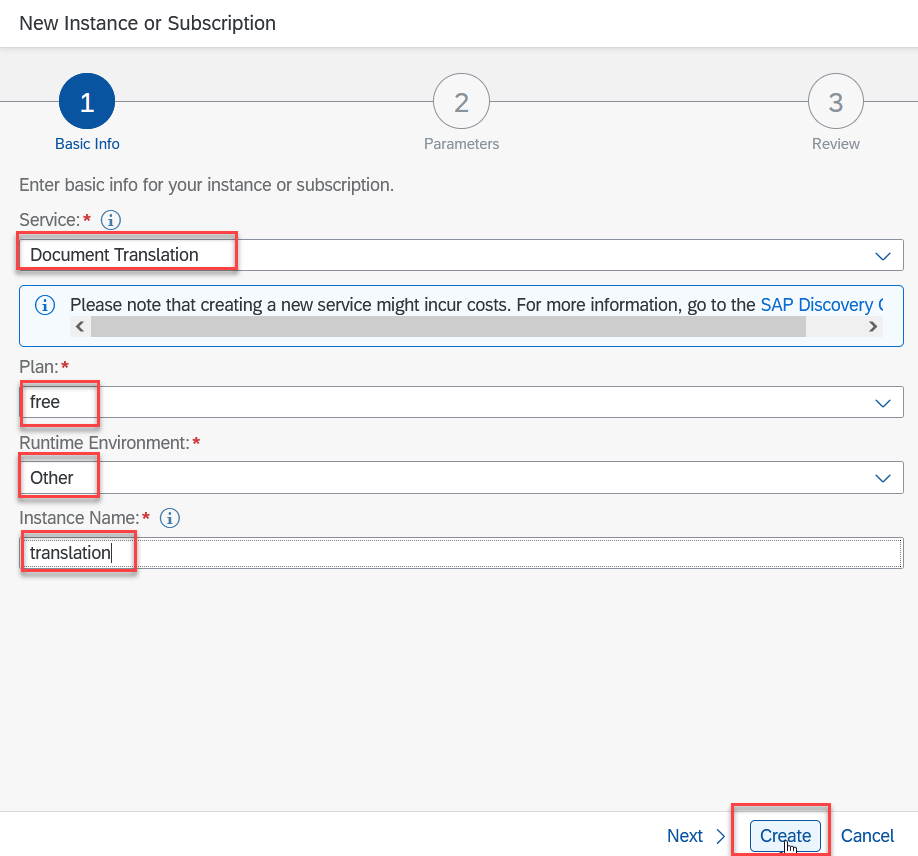 New Instance or Subscription
1
2
3
Basic Info
Parameters
Review
Enter basic info for your instance or subscription.
Service:*
Document Translation
Please note that creating a new service might incur costs. For more information, go to the SAP Discovery
Plan:*
free
Runtime Environment:*
Other
Instance Name:*
translation
Next
Create
Cancel